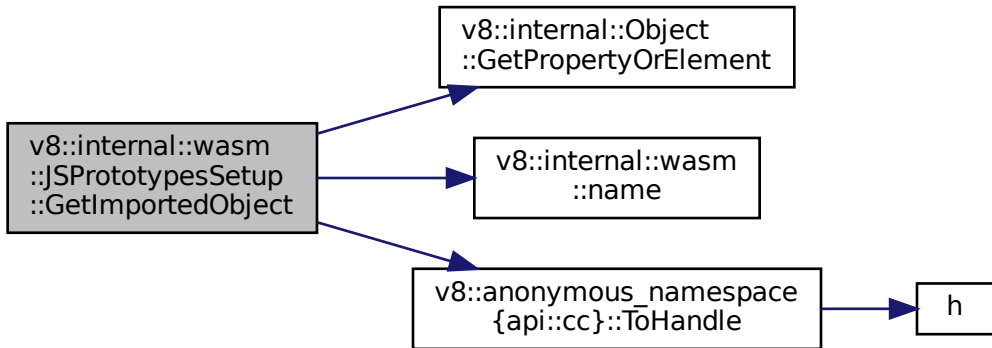 v8::internal::Object
::GetPropertyOrElement
v8::internal::wasm
::JSPrototypesSetup
::GetImportedObject
v8::internal::wasm
::name
v8::anonymous_namespace
{api::cc}::ToHandle
h